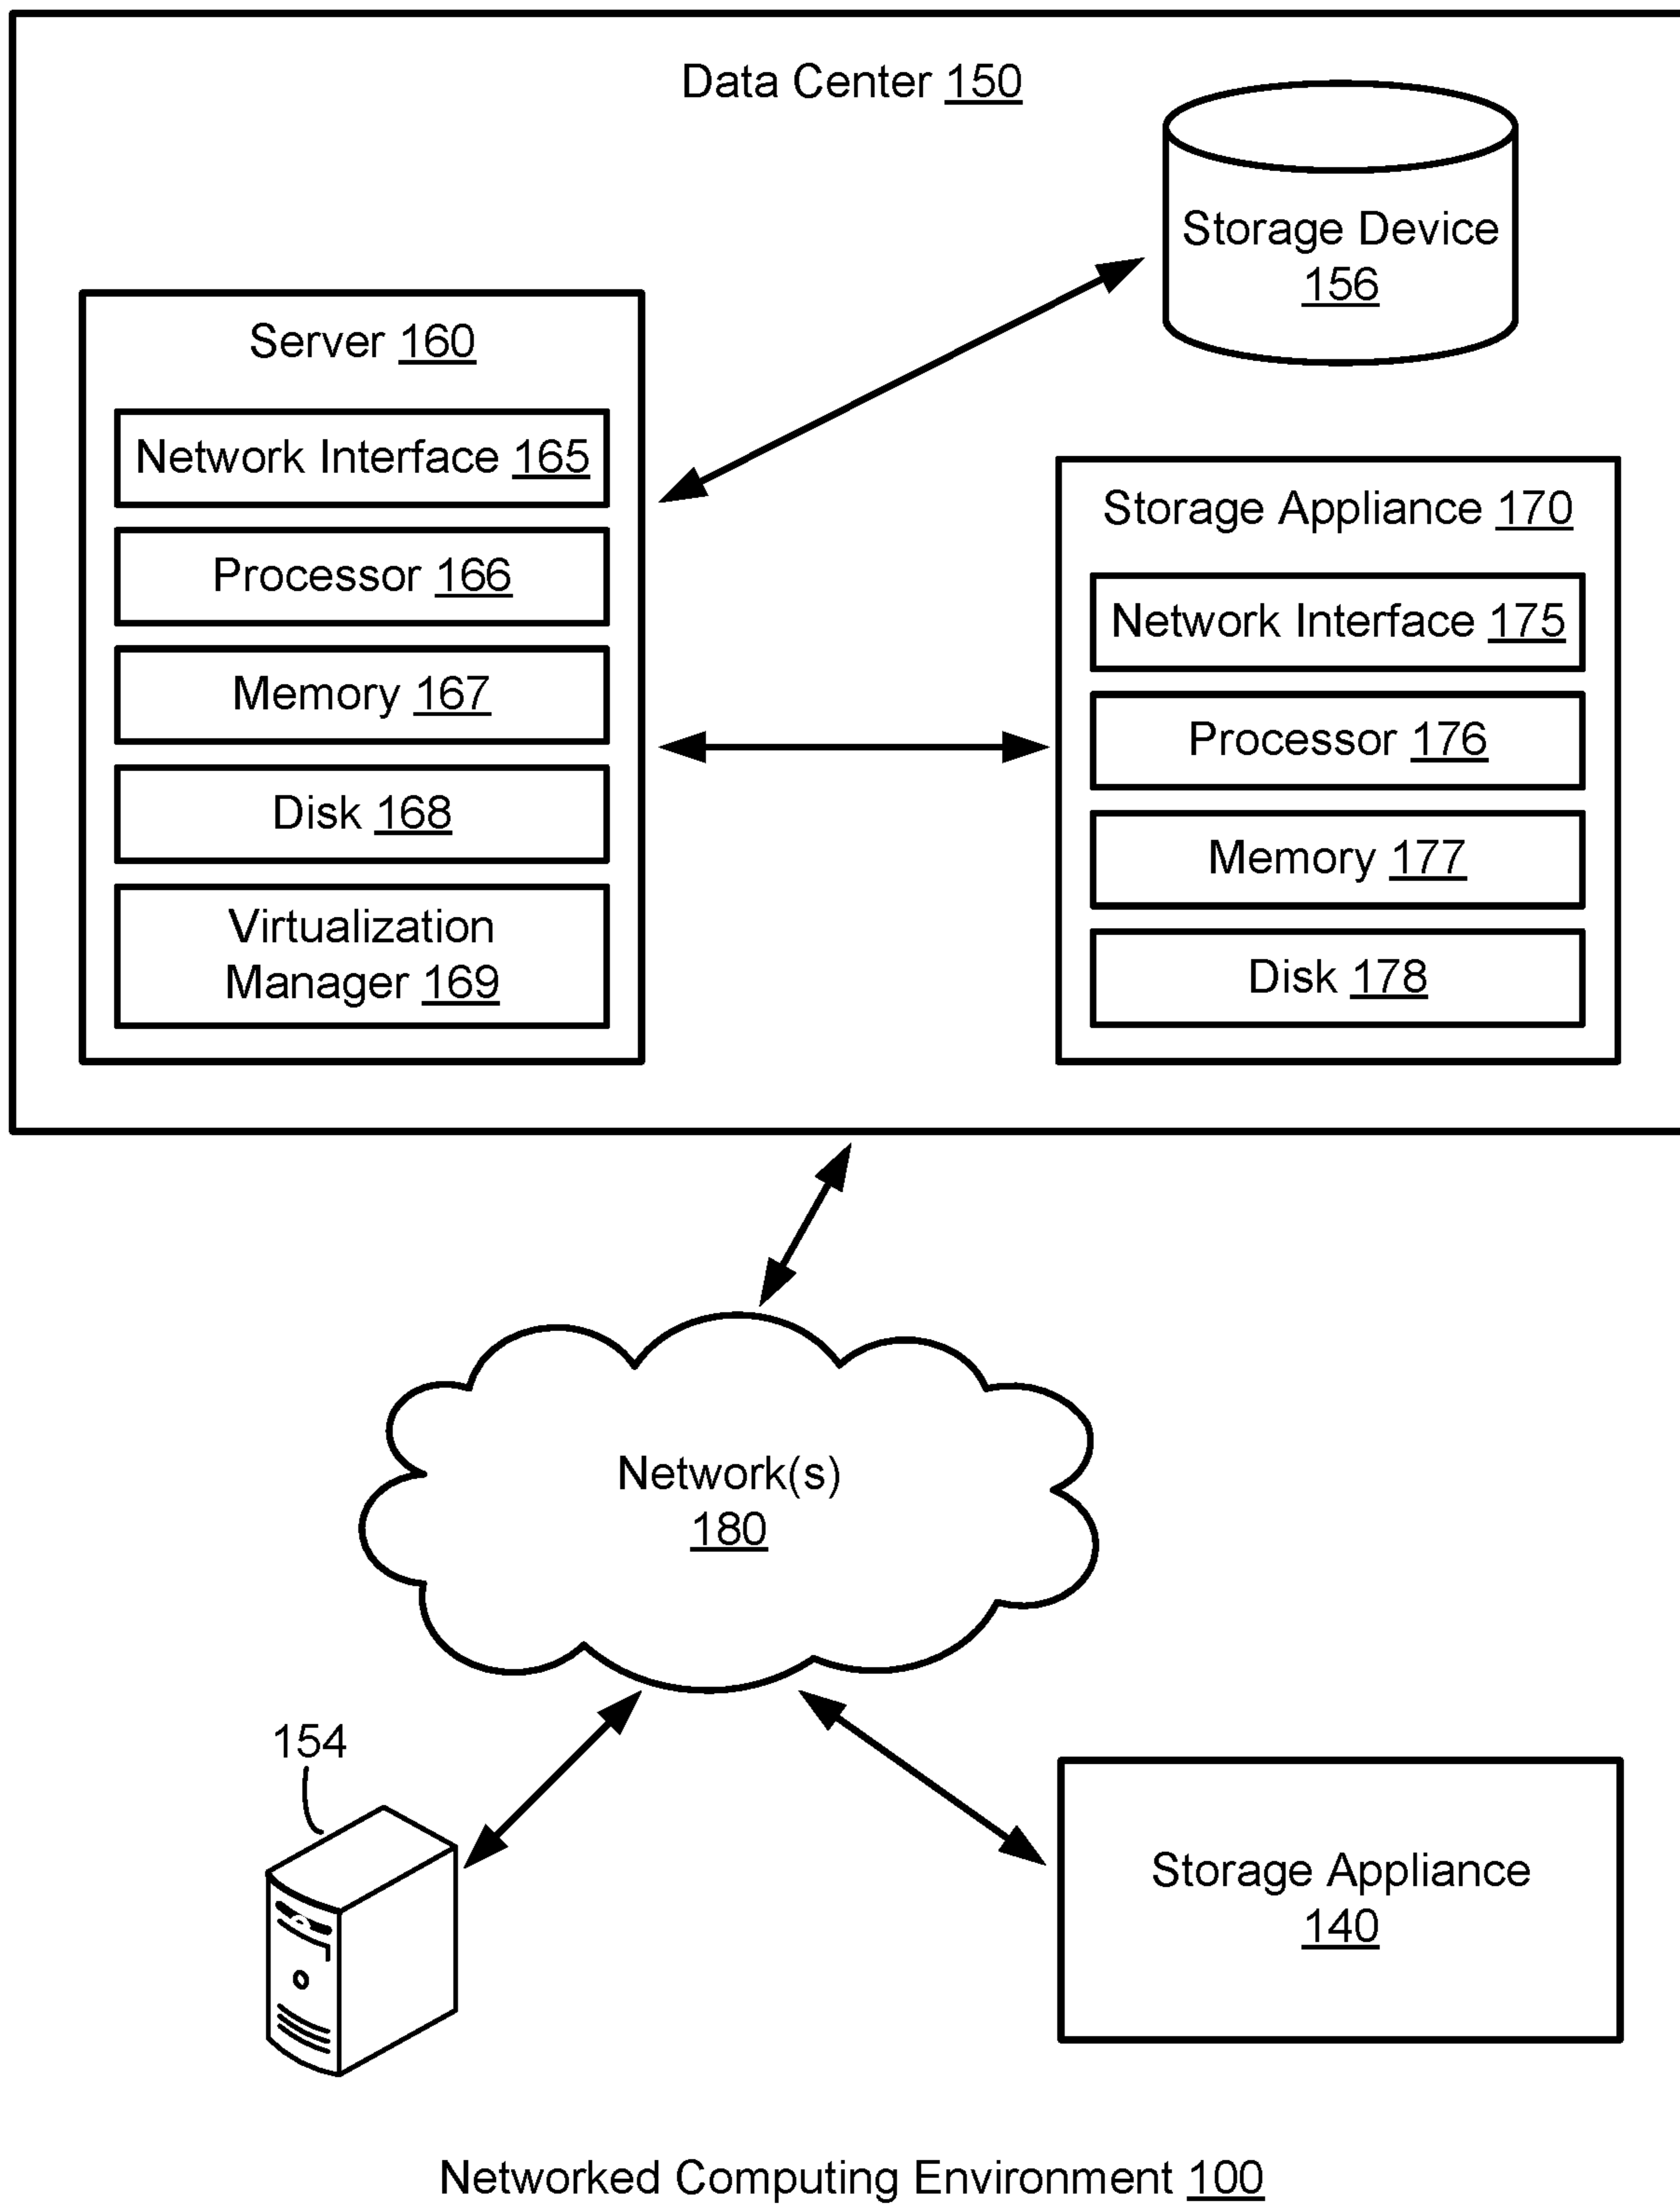 Data Center 150
Storage Device
156
Server 160
Network Interface 165
Processor 166
Memory 167
Disk 168
Virtualization
Manager 169
Storage Appliance 170
Network Interface 175
Processor 176
Memory 177
Disk 178
Network(s)
180
154
Storage Appliance
140
Networked Computing Environment 100